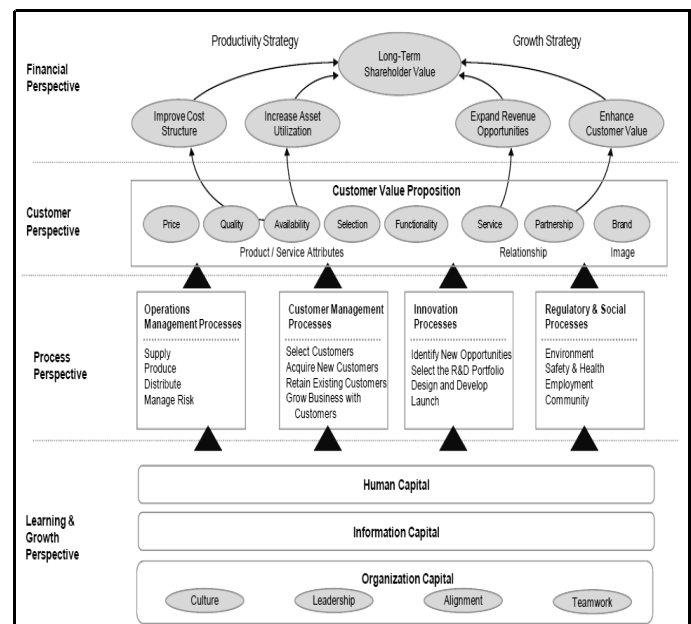 Productivity Strategy
Growth Strategy
Long-Term
Shareholder Value
Financial
Perspective
Improve Cost
Structure
Increase Asset
Utilization
Expand Revenue
Opportunities
Enhance
Customer Value
Customer Value Proposition
Customer
Perspective
Price
Quality
Availability
Selection
Functionality
Service
Partnership
Brand
Product / Service Attributes
Relationship
Image
Process
Perspective
Operations
Management Processes
Supply
Produce
Distribute
Manage Risk
Customer Management
Processes
Select Customers
Acquire New Customers
Retain Existing Customers
Grow Business with
Customers
Innovation
Processes
Identify New Opportunities
Select the R&D Portfolio
Design and Develop
Launch
Regulatory & Social
Processes
Environment
Safety & Health
Employment
Community
Learning &
Growth
Perspective
Human Capital
Information Capital
Organization Capital
Culture
Leadership
Alignment
Teamwork